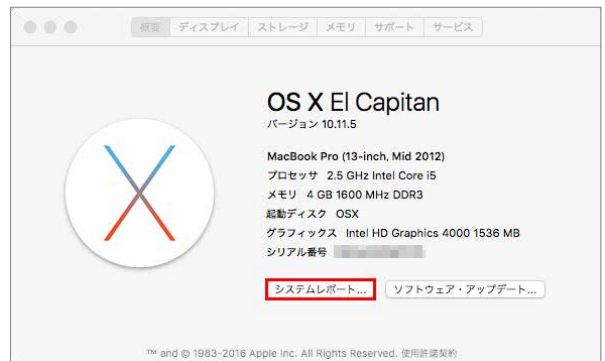 概要 ディスプレイ ストレージ メモリ サポート サービス
OS X El Capitan
バージョン 10.11.5
MacBook Pro (13-inch, Mid 2012)
プロセッサ 2.5 GHz Intel Core i5
メモリ 4 GB 1600 MHz DDR3
起動ディスク OSX
グラフィックス Intel HD Graphics 4000 1536 MB
シリアル番号
システムレポート... ソフトウェア・アップデート...
™ and © 1983-2016 Apple Inc. All Rights Reserved. 使用許諾契約